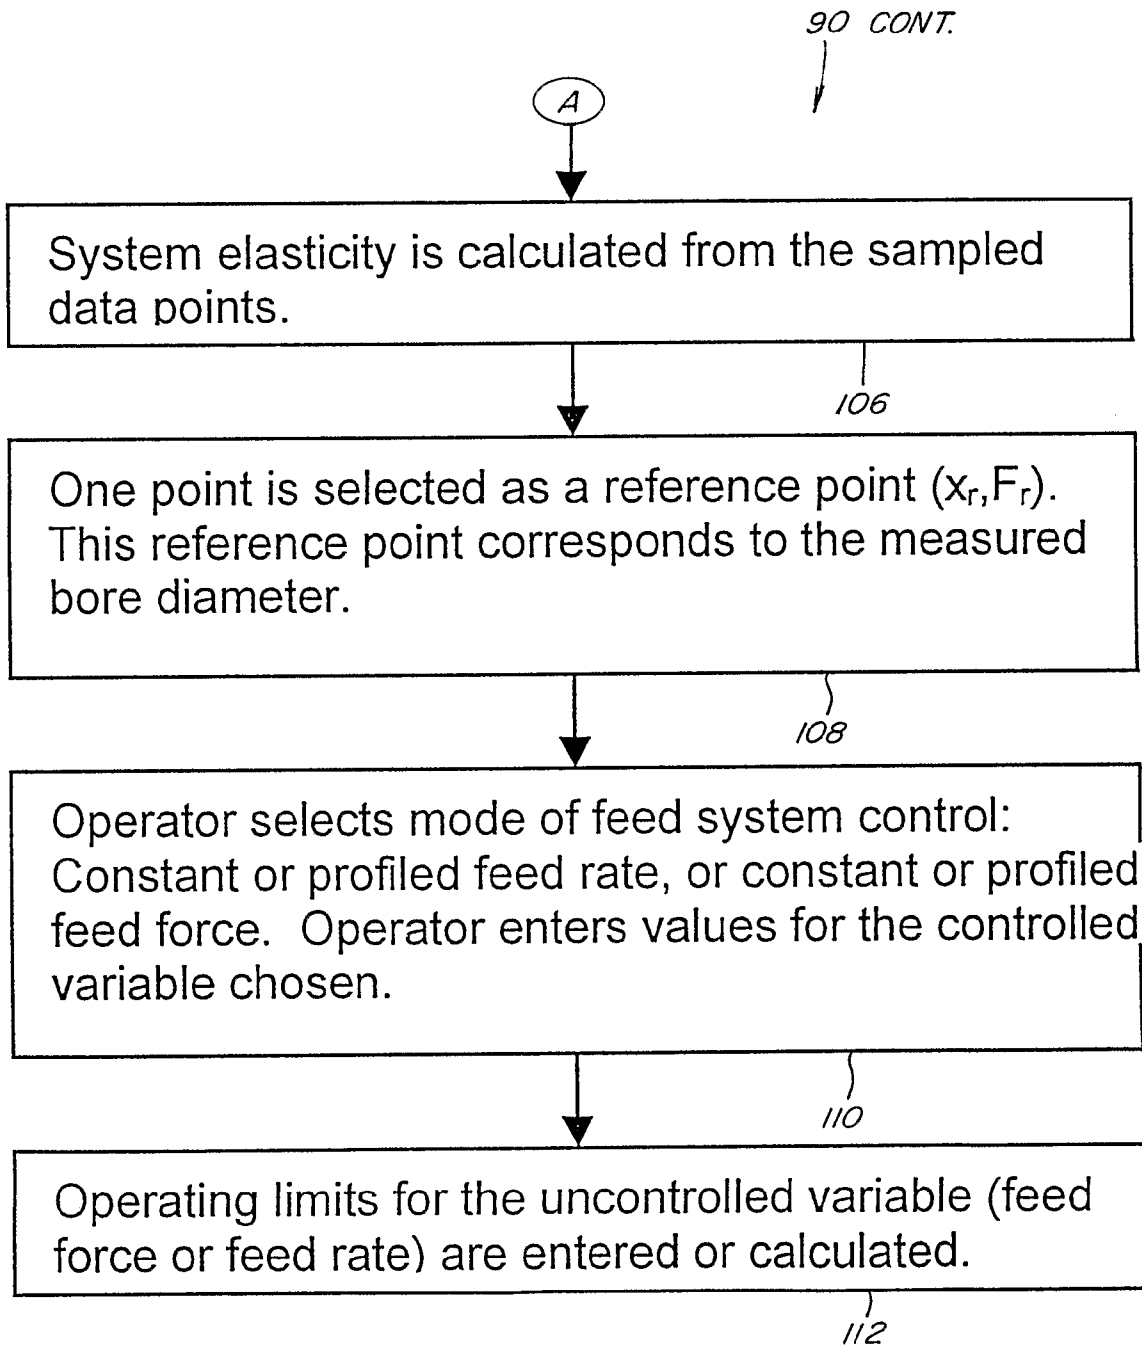 90 CONT.
A
System elasticity is calculated from the sampled
data points.
106
One point is selected as a reference point (xr,Fr).
This reference point corresponds to the measured
bore diameter.
108
Operator selects mode of feed system control:
Constant or profiled feed rate, or constant or profiled
feed force. Operator enters values for the controlled
variable chosen.
110
Operating limits for the uncontrolled variable (feed
force or feed rate) are entered or calculated.
112